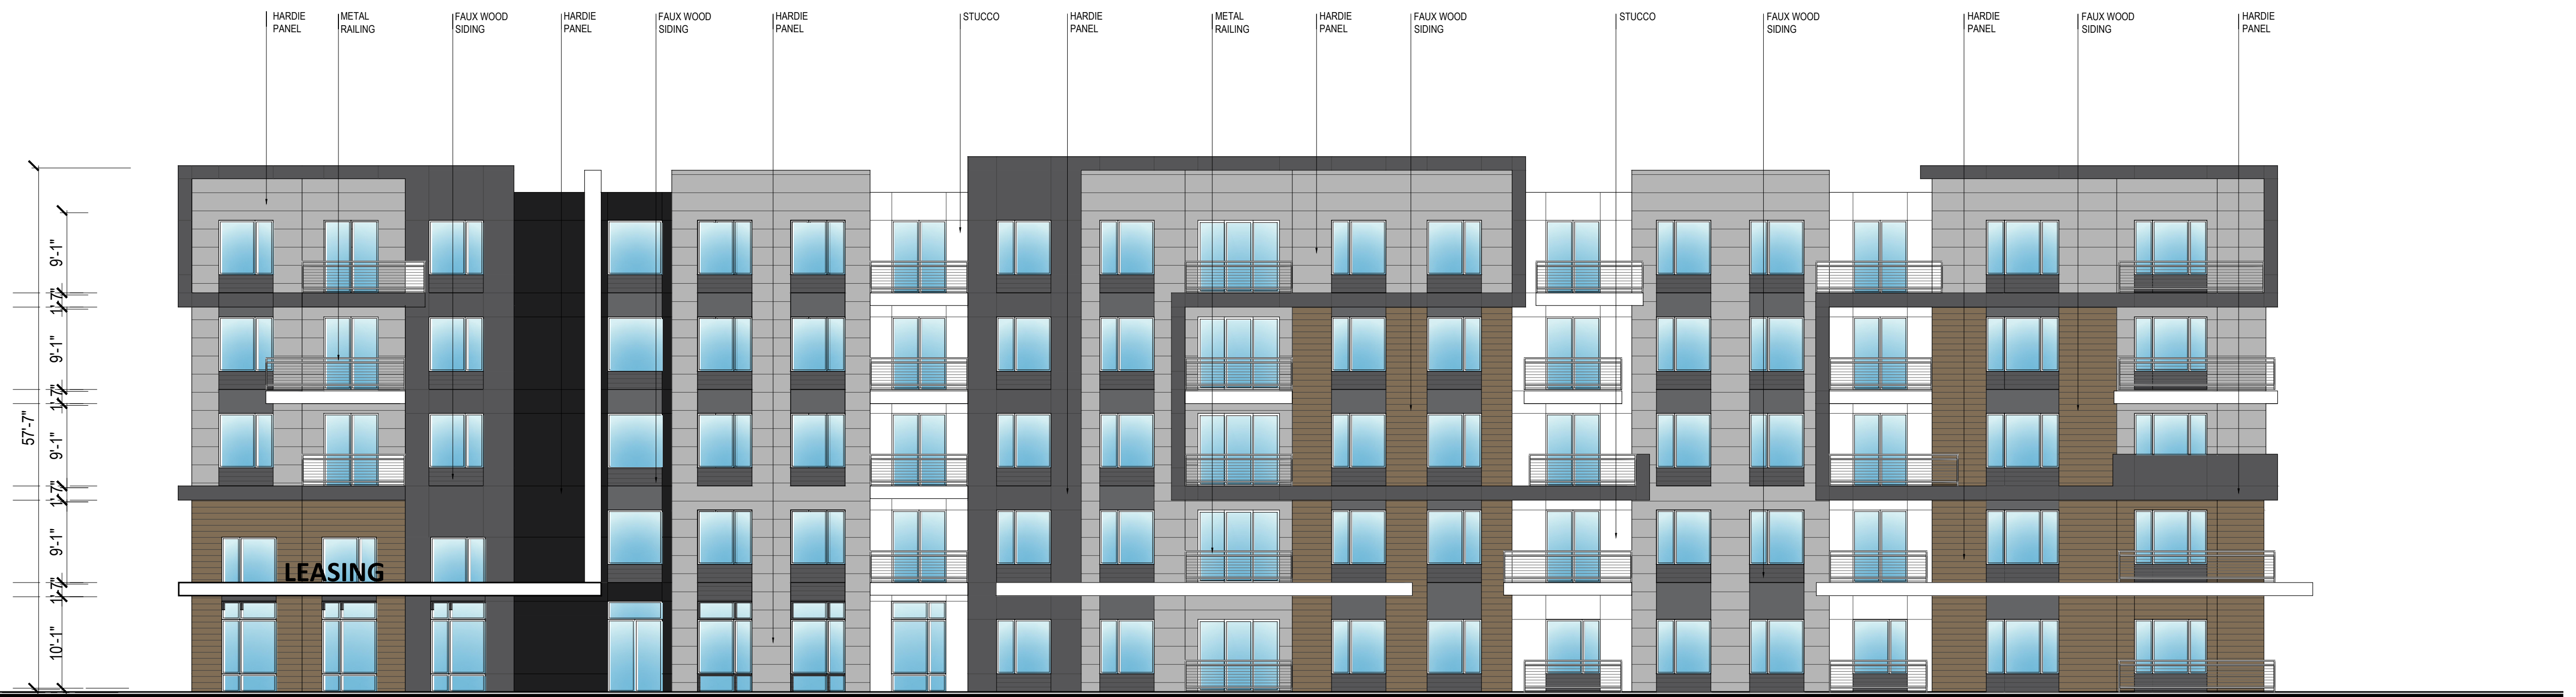 HARDIE
PANEL
METAL
RAILING
FAUX WOOD
SIDING
HARDIE
PANEL
FAUX WOOD
SIDING
HARDIE
PANEL
STUCCO
HARDIE
PANEL
METAL
RAILING
HARDIE
PANEL
FAUX WOOD
SIDING
STUCCO
FAUX WOOD
SIDING
HARDIE
PANEL
FAUX WOOD
SIDING
HARDIE
PANEL
9'-1"
1'-7"
9'-1"
1'-7"
57'-7"
9'-1"
1'-7"
9'-1"
1'-7"
10'-1"
LEASING